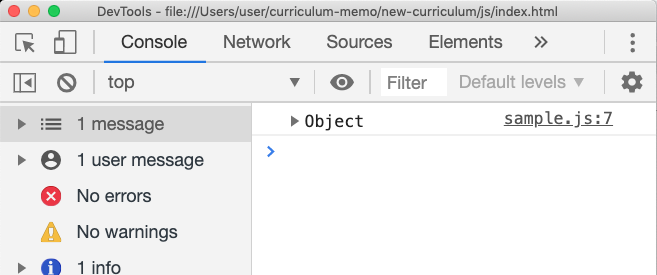 DevTools - file:///Users/user/curriculum-memo/new-curriculum/js/index.html
Console Network Sources Elements »
top Filter Default levels
1 message
1 user message
No errors
No warnings
1 info
Object sample.js:7